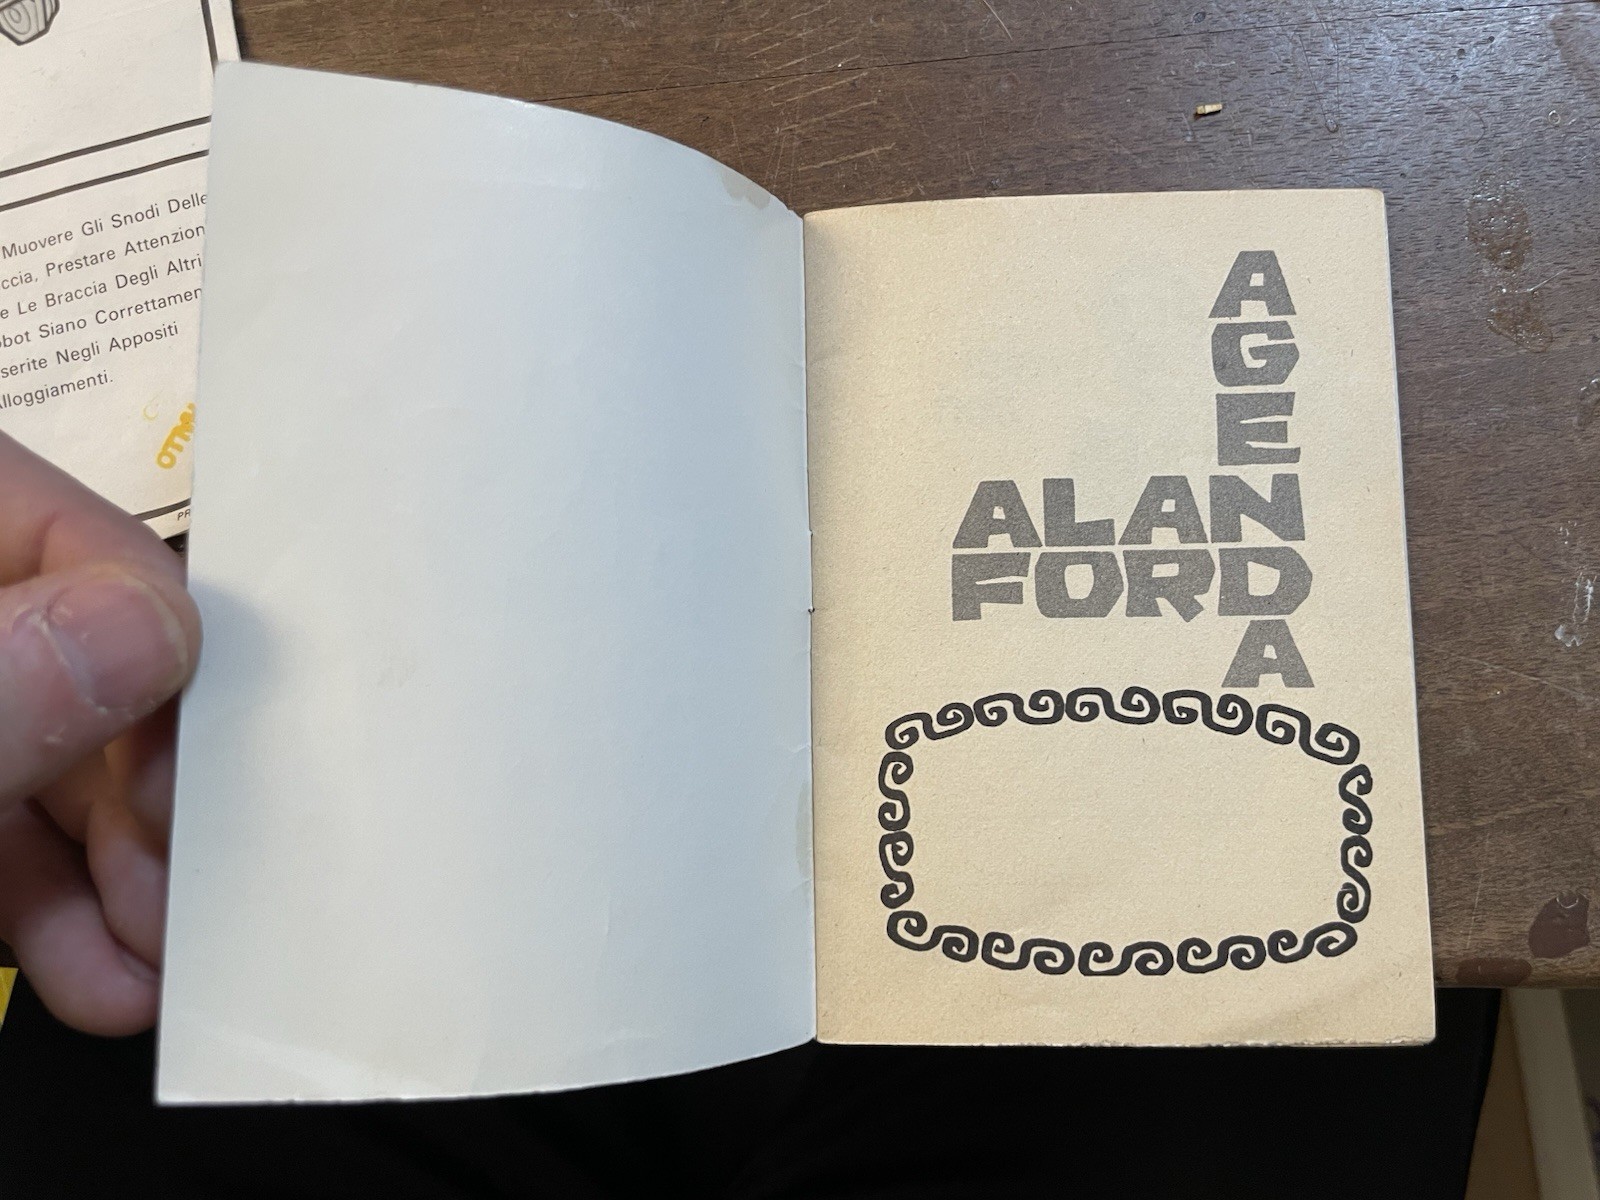 Muovere Gli Snodi Delle
ccia, Prestare Attenzion
e Le Braccia Degli Altri
obot Siano Correttamen
serite Negli Appositi
lloggiamenti.
PR
AGENDA
ALAN
FORD